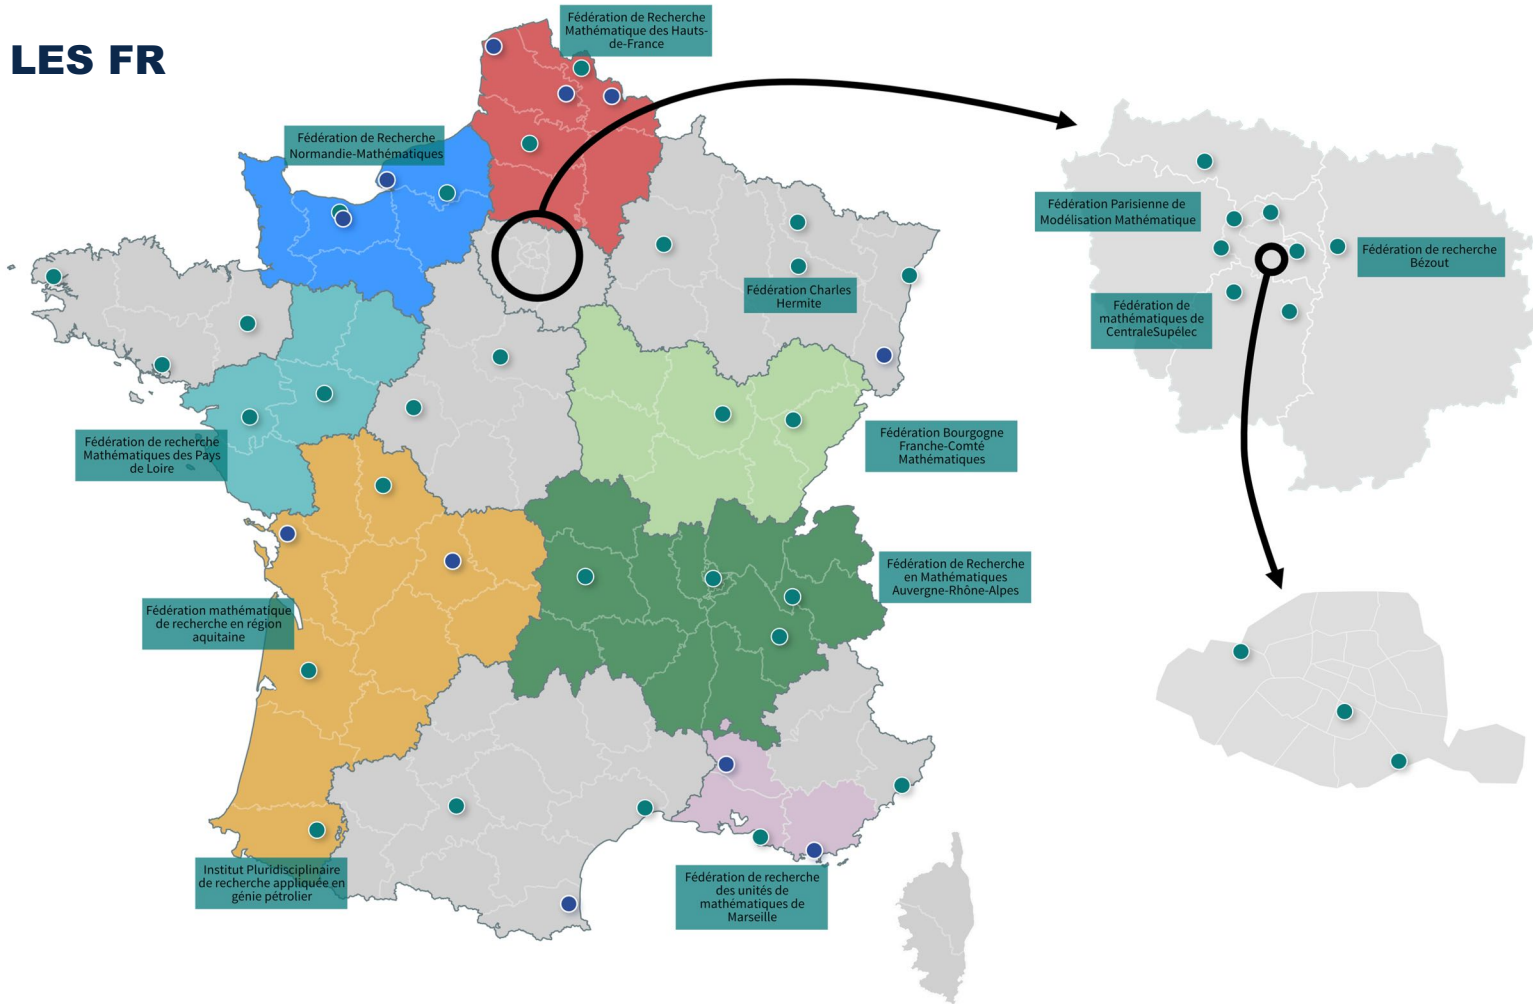 LES FR
Fédération de Recherche
Mathématique des Hauts-
de-France
Fédération de Recherche
Normandie-Mathématiques
Fédération Parisienne de
Modélisation Mathématique
Fédération de recherche
Bézout
Fédération Charles
Hermite
Fédération de
mathématiques de
CentraleSupélec
Fédération de recherche
Mathématiques des Pays
de Loire
Fédération Bourgogne
Franche-Comté
Mathématiques
Fédération de Recherche
en Mathématiques
Auvergne-Rhône-Alpes
Fédération mathématique
de recherche en région
aquitaine
Institut Pluridisciplinaire
de recherche appliquée en
génie pétrolier
Fédération de recherche
des unités de
mathématiques de
Marseille